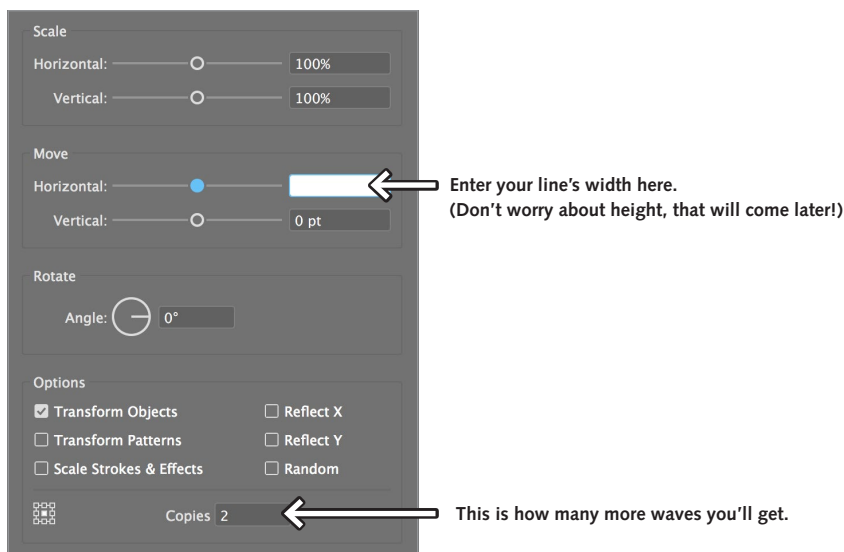 Scale
Horizontal: 100%
Vertical: 100%
Move
Horizontal:
Enter your line's width here.
(Don't worry about height, that will come later!)
Vertical: 0 pt
Rotate
Angle: 0°
Options
Transform Objects Reflect X
Transform Patterns Reflect Y
Scale Strokes & Effects Random
Copies 2 This is how many more waves you'll get.